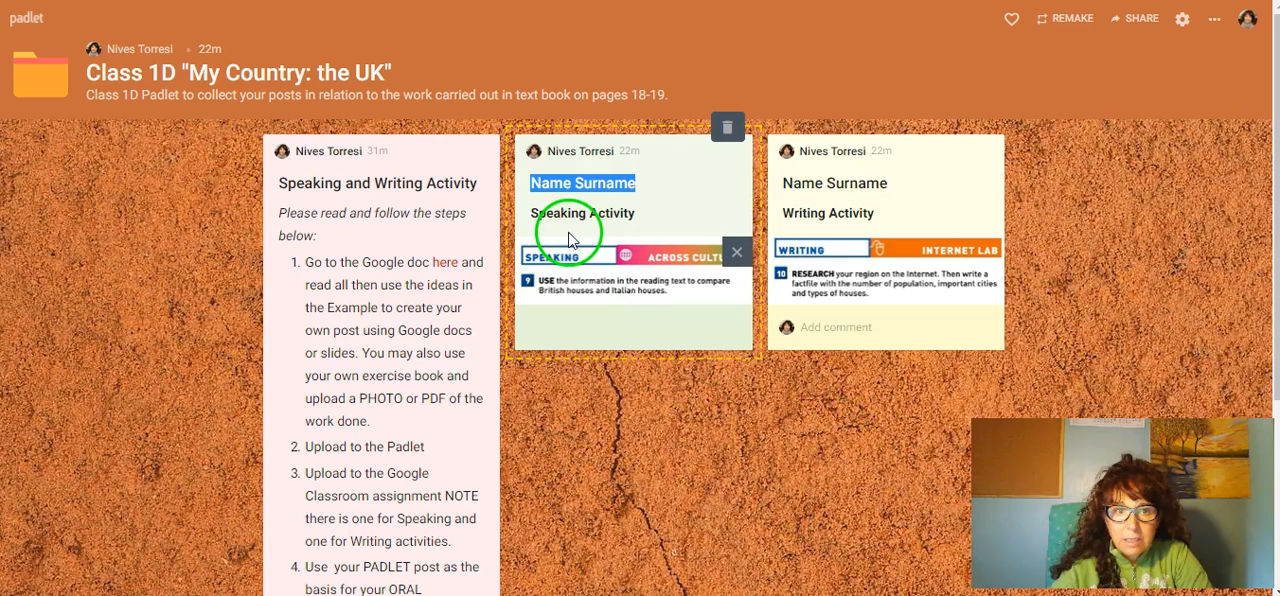 padlet
REMAKE
SHARE
Nives Torresi • 22m
Class 1D "My Country: the UK"
Class 1D Padlet to collect your posts in relation to the work carried out in text book on pages 18-19.
Nives Torresi 31m
Speaking and Writing Activity
Please read and follow the steps
below:
1. Go to the Google doc here and
read all then use the ideas in
the Example to create your
own post using Google docs
or slides. You may also use
your own exercise book and
upload a PHOTO or PDF of the
work done.
2. Upload to the Padlet
3. Upload to the Google
Classroom assignment NOTE
there is one for Speaking and
one for Writing activities.
4. Use your PADLET post as the
basis for your ORAL
Nives Torresi 22m
Name Surname
Speaking Activity
SPEAKING
ACROSS CULTU
9 USE the information in the reading text to compare
British houses and Italian houses.
Nives Torresi 22m
Name Surname
Writing Activity
WRITING
INTERNET LAB
10 RESEARCH your region on the Internet. Then write a
factfile with the number of population, important cities
and types of houses.
Add comment